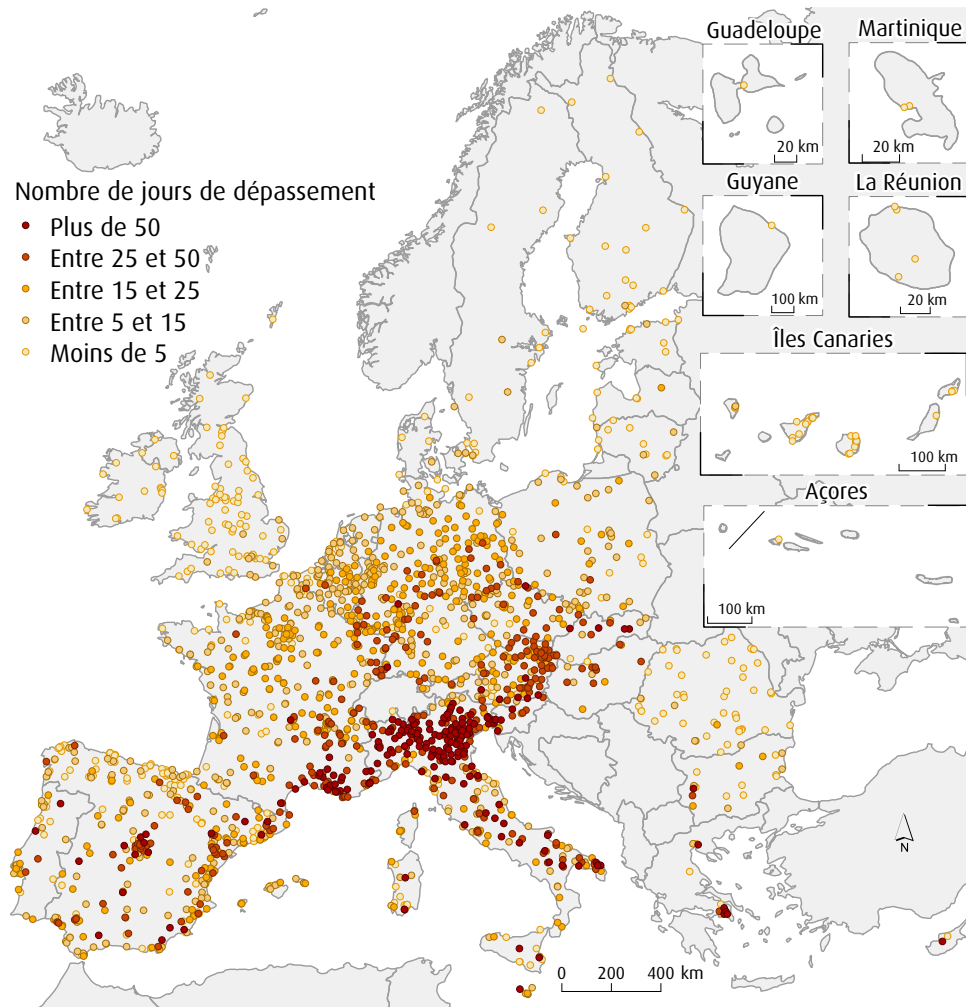 Guadeloupe
Martinique
20 km
20 km
Nombre de jours de dépassement
Plus de 50
Entre 25 et 50
Entre 15 et 25
Entre 5 et 15
Moins de 5
Guyane
La Réunion
100 km
20 km
Îles Canaries
100 km
Açores
100 km
N
0 200 400 km